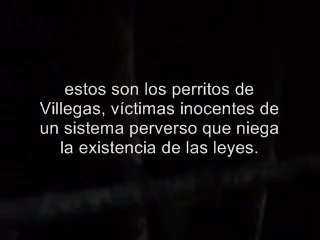 estos son los perritos de
Villegas, víctimas inocentes de
un sistema perverso que niega
la existencia de las leyes.